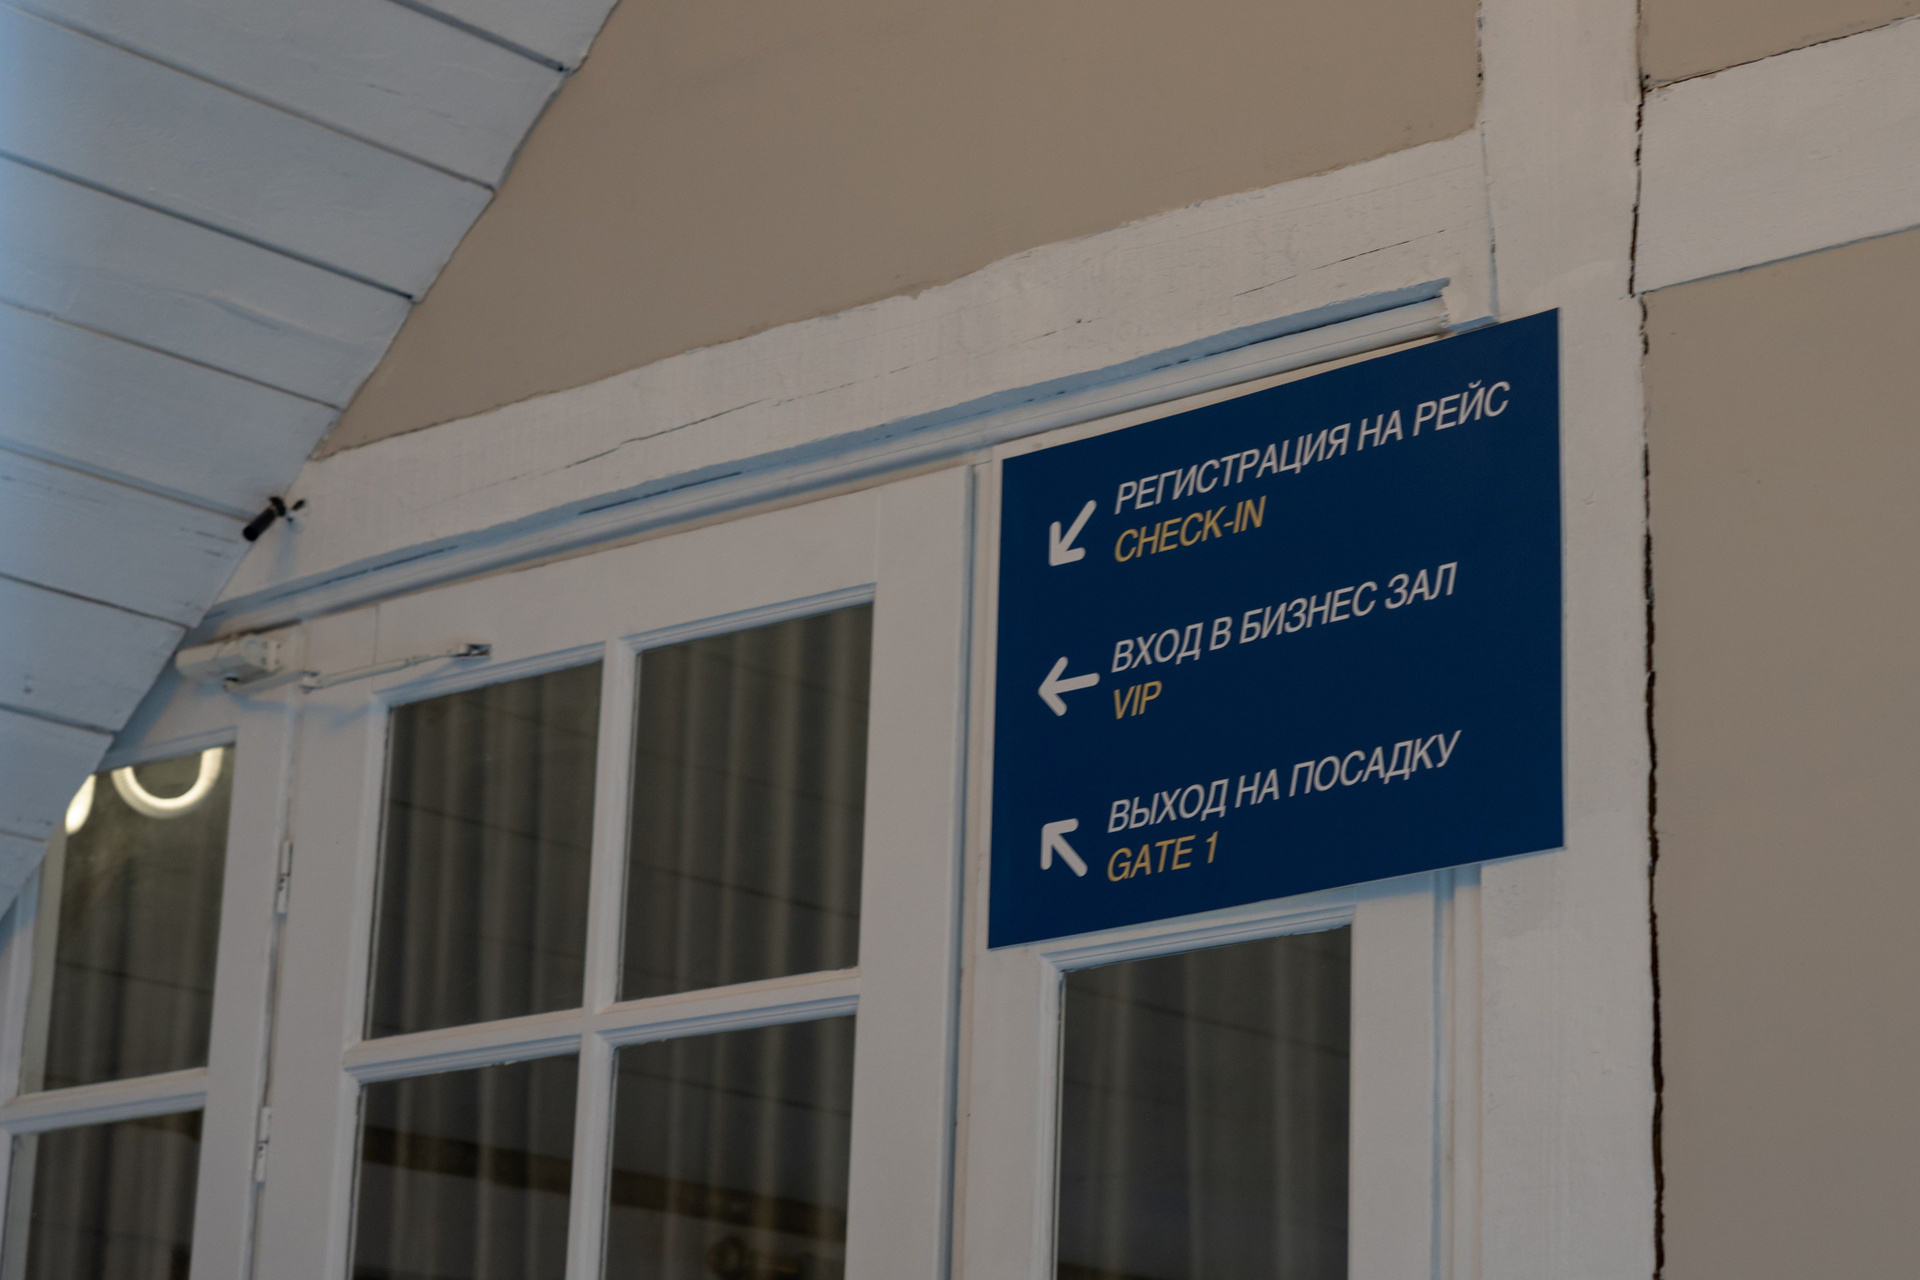 РЕГИСТРАЦИЯ НА РЕЙС
CHECK-IN
ВХОД В БИЗНЕС ЗАЛ
VIP
ВЫХОД НА ПОСАДКУ
GATE 1